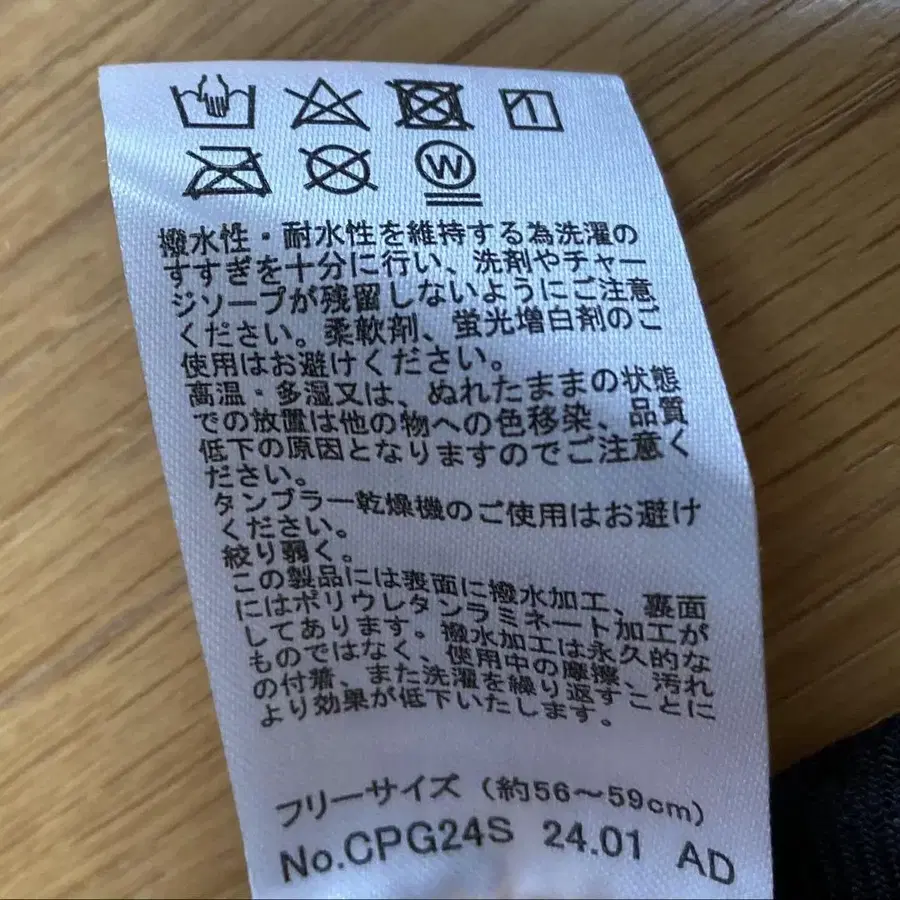 W
撥水性・耐水性を維持する為洗濯の
すすぎを十分に行い、洗剤やチャー
ジソープが残留しないようにご注意
ください。柔軟剤、蛍光増白剤のご
使用はお避けください。
高温・多湿又は、ぬれたままの状態
での放置は他の物への色移染、品質
低下の原因となりますのでご注意く
ださい。
タンブラー乾燥機のご使用はお避け
ください。
絞り弱く。
この製品には表面に撥水加工、裏面
にはポリウレタンラミネート加工が
してあります。撥水加工は永久的な
ものではなく、使用中の摩擦、汚れ
の付着、また洗濯を繰り返すことに
より効果が低下いたします。
フリーサイズ（約56～59cm）
No.CPG24S 24.01 AD